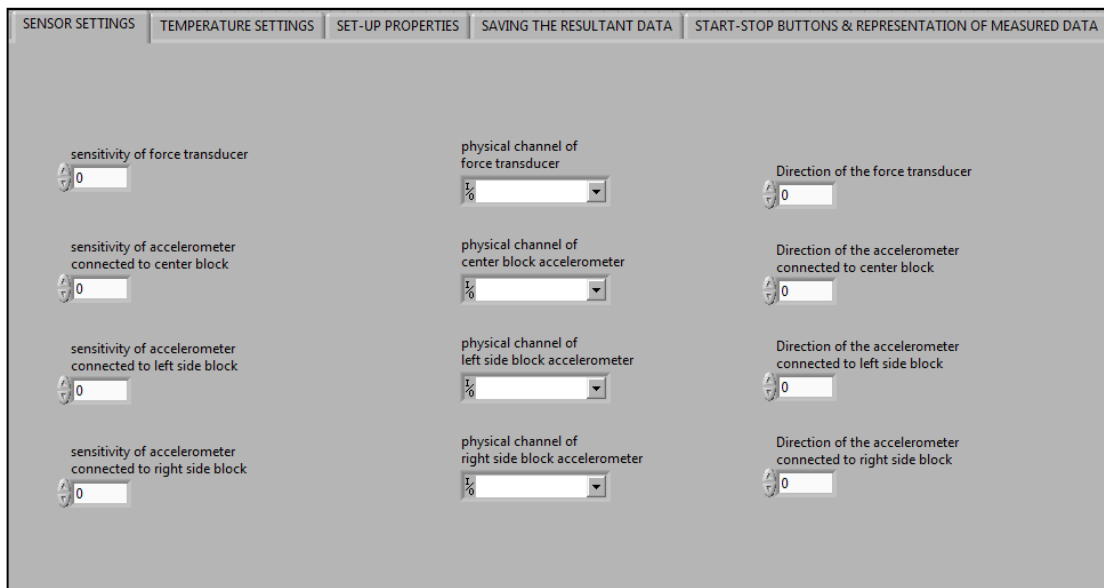 SENSOR SETTINGS
TEMPERATURE SETTINGS
SET-UP PROPERTIES
SAVING THE RESULTANT DATA
START-STOP BUTTONS & REPRESENTATION OF MEASURED DATA
sensitivity of force transducer
0
physical channel of
force transducer
Direction of the force transducer
0
sensitivity of accelerometer
connected to center block
0
physical channel of
center block accelerometer
Direction of the accelerometer
connected to center block
0
sensitivity of accelerometer
connected to left side block
0
physical channel of
left side block accelerometer
Direction of the accelerometer
connected to left side block
0
sensitivity of accelerometer
connected to right side block
0
physical channel of
right side block accelerometer
Direction of the accelerometer
connected to right side block
0